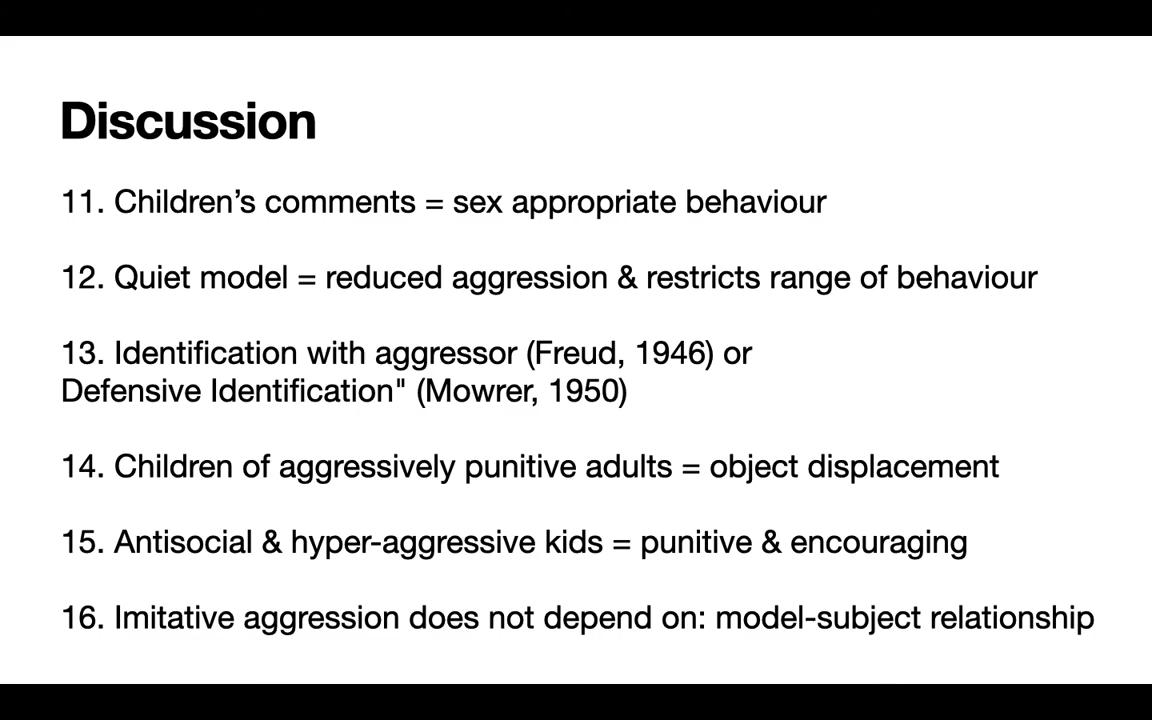 Discussion
11. Children’s comments = sex appropriate behaviour
12. Quiet model = reduced aggression & restricts range of behaviour
13. Identification with aggressor (Freud, 1946) or
Defensive Identification" (Mowrer, 1950)
14. Children of aggressively punitive adults = object displacement
15. Antisocial & hyper-aggressive kids = punitive & encouraging
16. Imitative aggression does not depend on: model-subject relationship